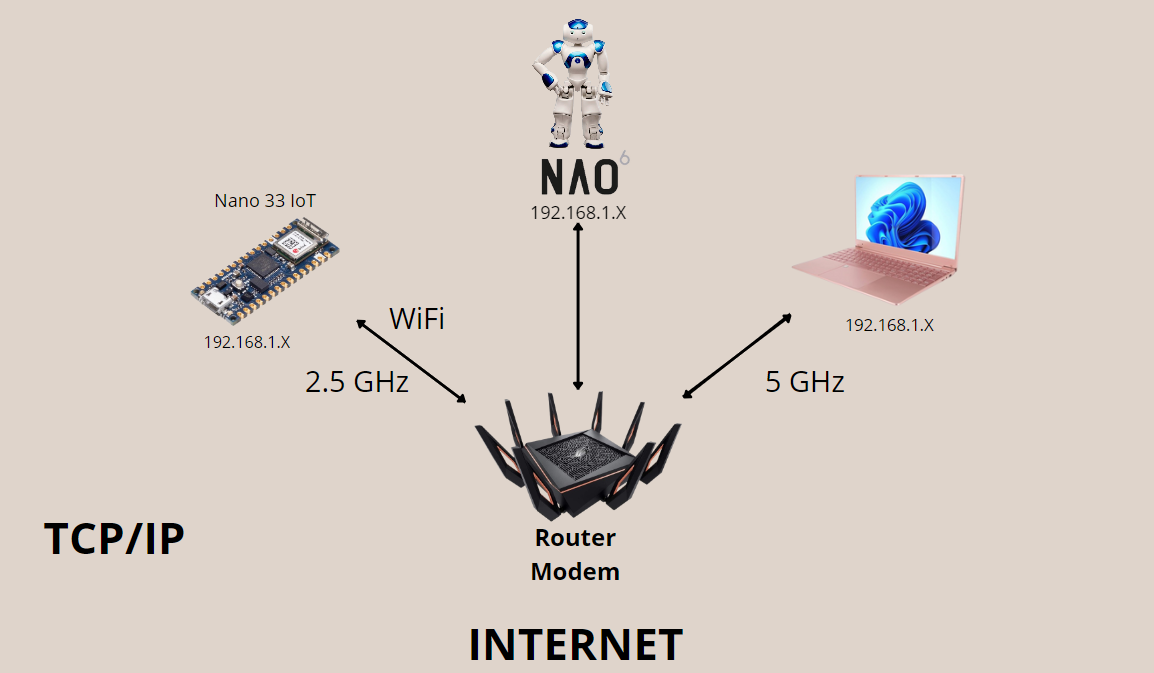 NAO
6
192.168.1.X
Nano 33 IoT
192.168.1.X
192.168.1.X
WiFi
2.5 GHz
5 GHz
TCP/IP
Router
Modem
INTERNET